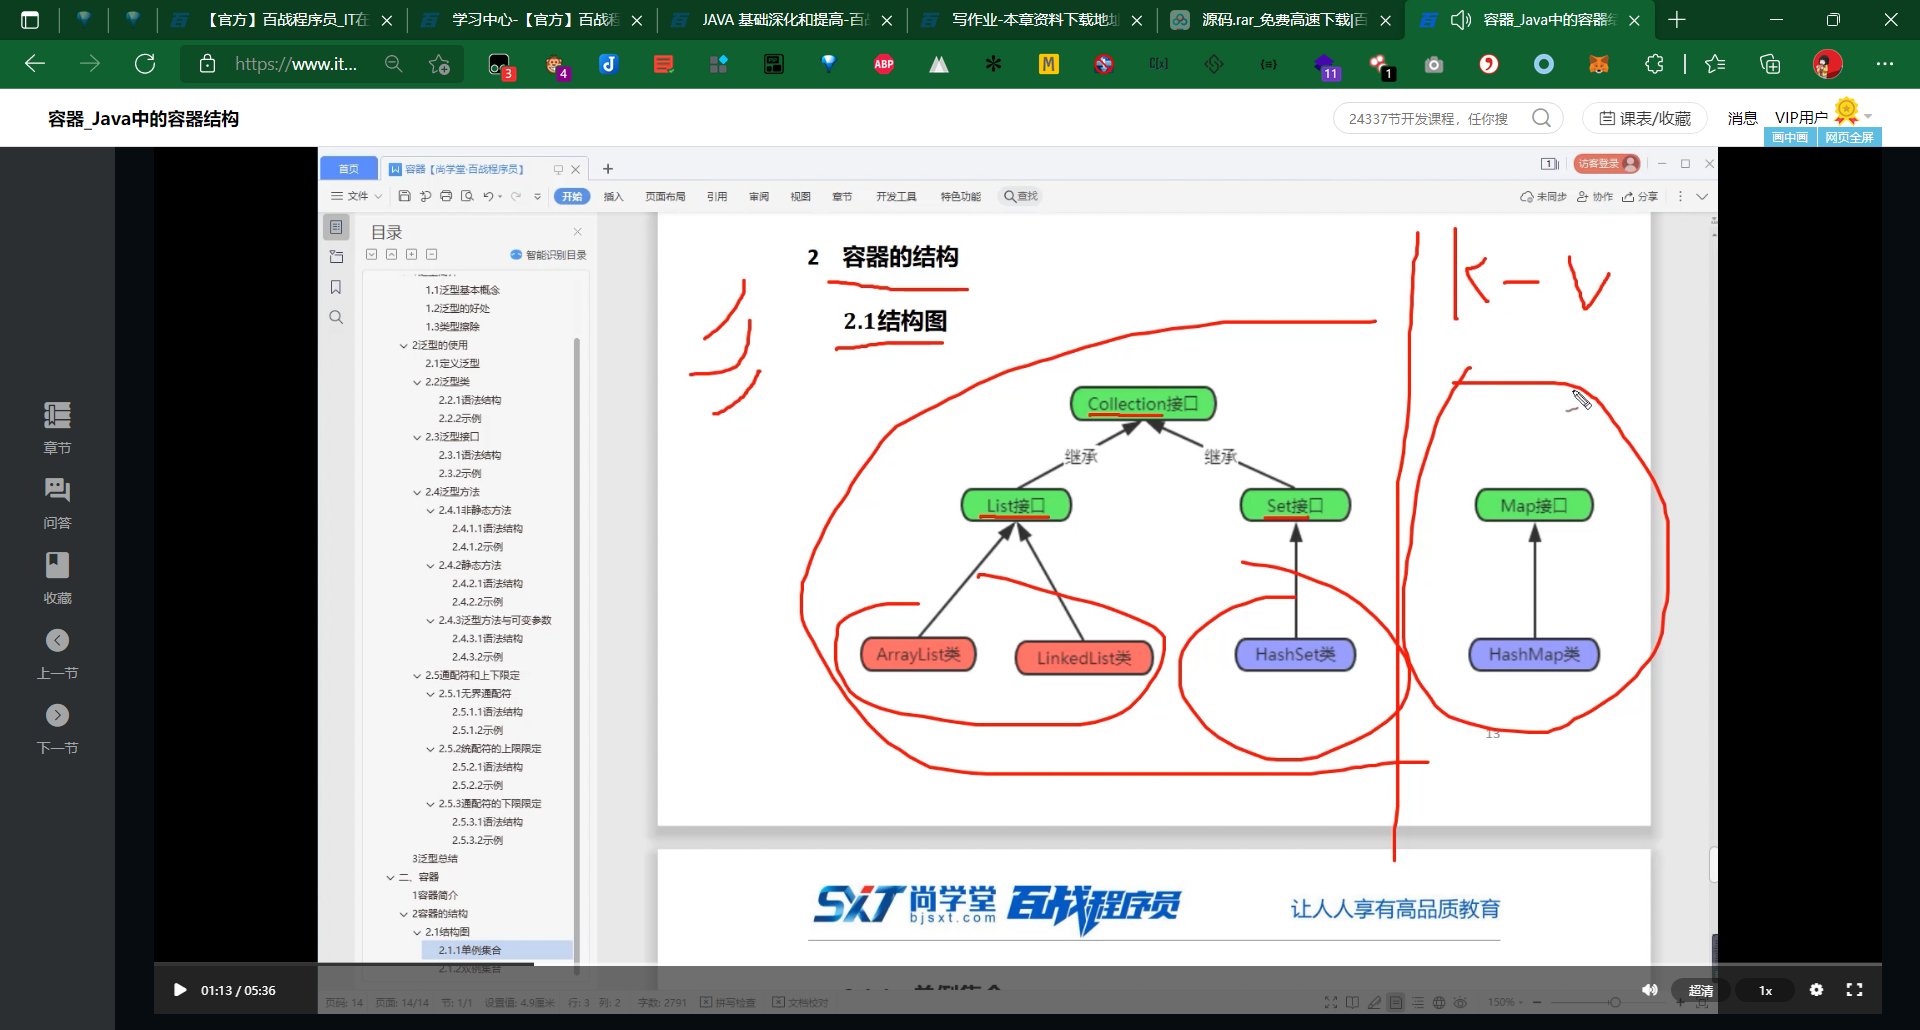 【官方】百战程序员_IT在
学习中心-【官方】百战程
JAVA 基础深化和提高-百
写作业-本章资料下载地址
源码.rar_免费高速下载|百
容器_Java中的容器结
https://www.it...
3
4
ABP
M
11
1
容器_Java中的容器结构
24337节开发课程，任你搜
课表/收藏
消息
VIP用户
画中画
网页全屏
章节
问答
收藏
上一节
下一节
首页
容器【尚学堂·百战程序员】
访客登录
文件
开始
插入
页面布局
引用
审阅
视图
章节
开发工具
特色功能
查找
未同步
协作
分享
目录
智能识别目录
1.1泛型基本概念
1.2泛型的好处
1.3类型擦除
2泛型的使用
2.1定义泛型
2.2泛型类
2.2.1语法结构
2.2.2示例
2.3泛型接口
2.3.1语法结构
2.3.2示例
2.4泛型方法
2.4.1非静态方法
2.4.1.1语法结构
2.4.1.2示例
2.4.2静态方法
2.4.2.1语法结构
2.4.2.2示例
2.4.3泛型方法与可变参数
2.4.3.1语法结构
2.4.3.2示例
2.5通配符和上下限定
2.5.1无界通配符
2.5.1.1语法结构
2.5.1.2示例
2.5.2统配符的上限限定
2.5.2.1语法结构
2.5.2.2示例
2.5.3通配符的下限限定
2.5.3.1语法结构
2.5.3.2示例
3泛型总结
二、容器
1容器简介
2容器的结构
2.1结构图
2.1.1单例集合
2.1.2双例集合
2 容器的结构
2.1结构图
K-V
Collection接口
继承
继承
List接口
Set接口
Map接口
ArrayList类
LinkedList类
HashSet类
HashMap类
13
SXT 尚学堂
bjsxt.com
百战程序员
让人人享有高品质教育
01:13 / 05:36
超清
1x
页码: 14
页面: 14/14
节: 1/1
设置值: 4.9厘米
行: 3
列: 2
字数: 2791
拼写检查
文档校对
150%